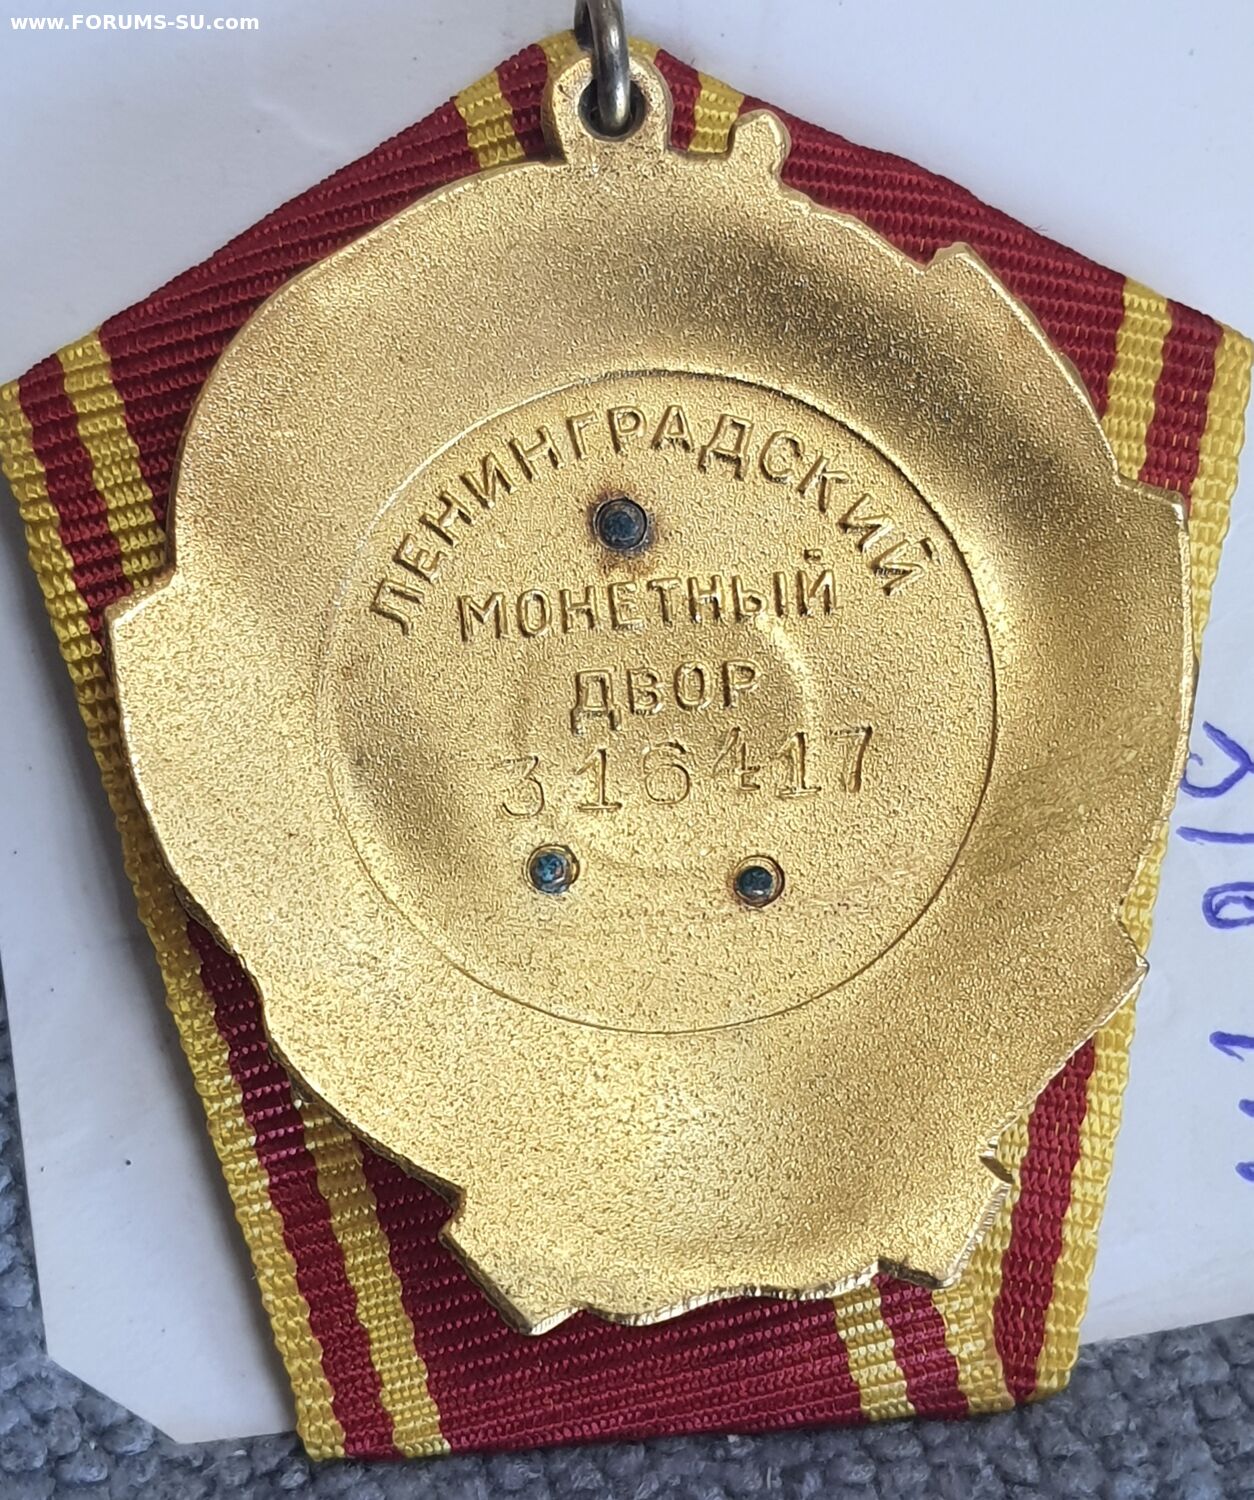 www.FORUMS-SU.com
ЛЕНИНГРАДСКИЙ
МОНЕТНЫЙ
ДВОР
316417